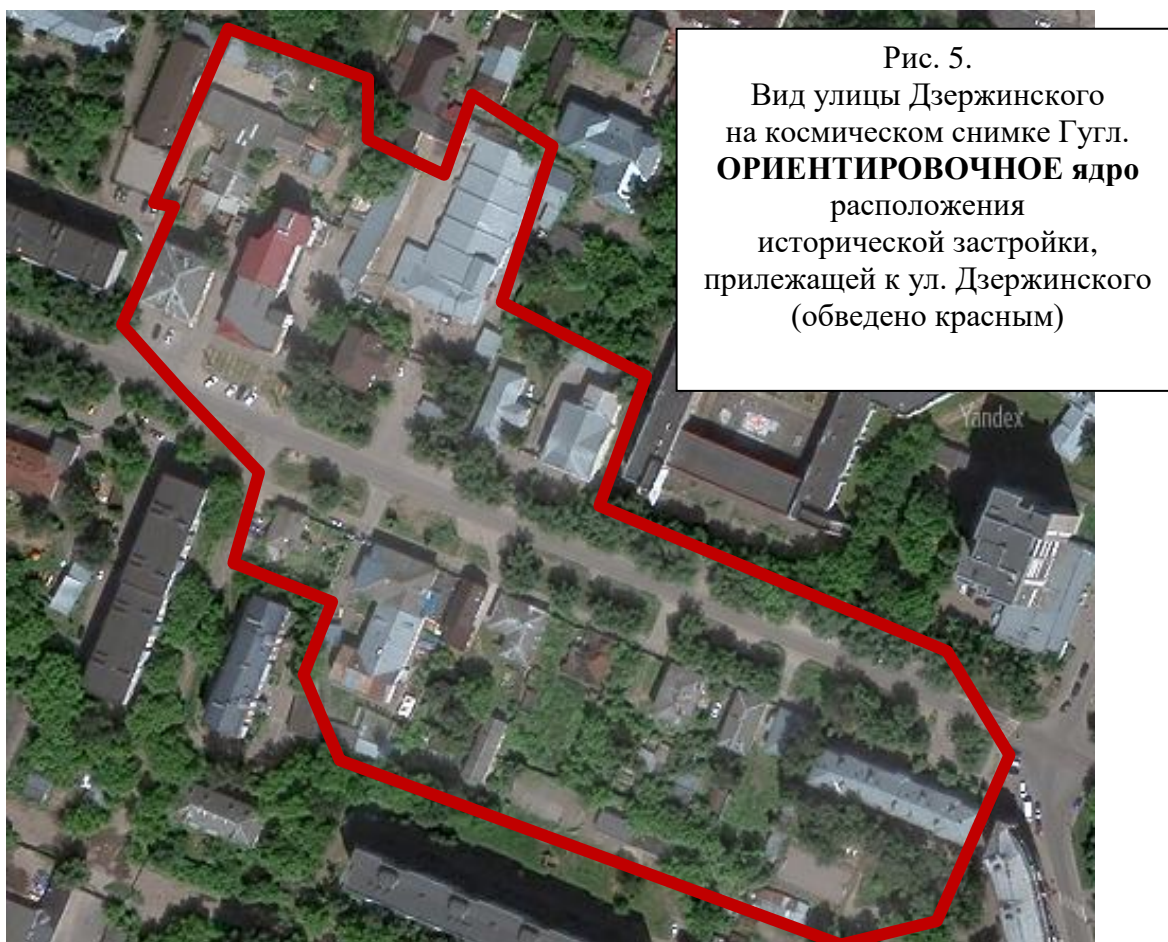 Рис. 5.
Вид улицы Дзержинского
на космическом снимке Гугл.
ОРИЕНТИРОВОЧНОЕ ядро
расположения
исторической застройки,
прилежащей к ул. Дзержинского
(обведено красным)
Yandex